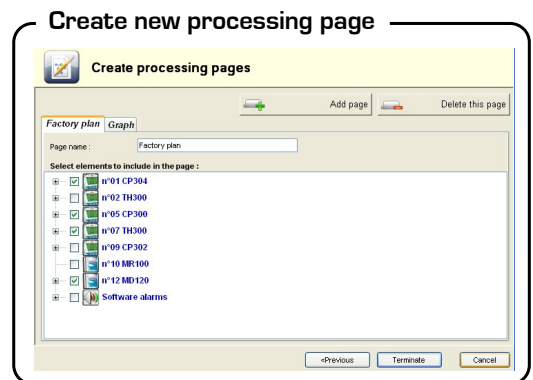 Create new processing page
Create processing pages
Add page
Delete this page
Factory plan
Graph
Page name :
Factory plan
Select elements to include in the page :
n°01 CP304
n°02 TH300
n°05 CP300
n°07 TH300
n°09 CP302
n°10 MR100
n°12 MD120
Software alarms
<Previous
Terminate
Cancel